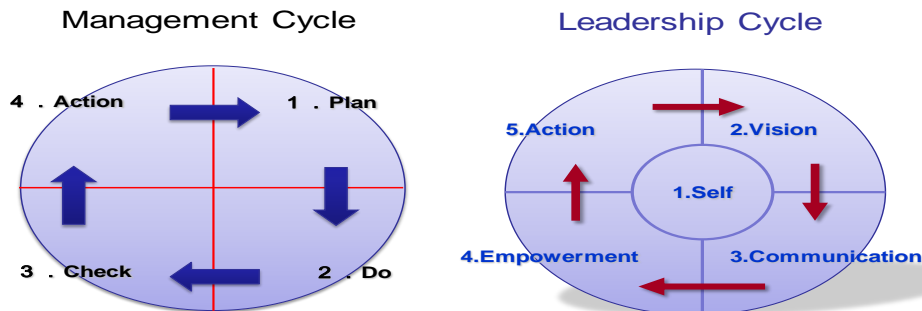 Management Cycle
4 . Action
1 . Plan
3 . Check
2 . Do
Leadership Cycle
5.Action
2.Vision
1.Self
4.Empowerment
3.Communication